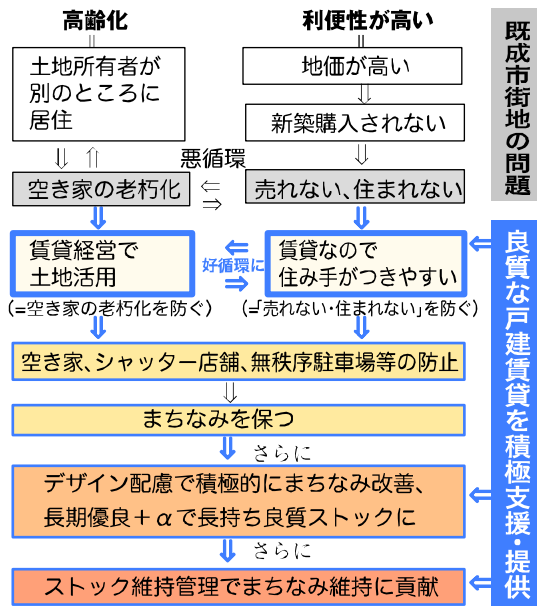 高齢化
利便性が高い
既成市街地の問題
土地所有者が
別のところに
居住
地価が高い
新築購入されない
悪循環
空き家の老朽化
売れない、住まれない
良質な戸建賃貸を積極支援・提供
賃貸経営で
土地活用
好循環に
賃貸なので
住み手がつきやすい
(=空き家の老朽化を防ぐ)
(=「売れない・住まれない」を防ぐ)
空き家、シャッター店舗、無秩序駐車場等の防止
まちなみを保つ
さらに
デザイン配慮で積極的にまちなみ改善、
長期優良+αで長持ち良質ストックに
さらに
ストック維持管理でまちなみ維持に貢献